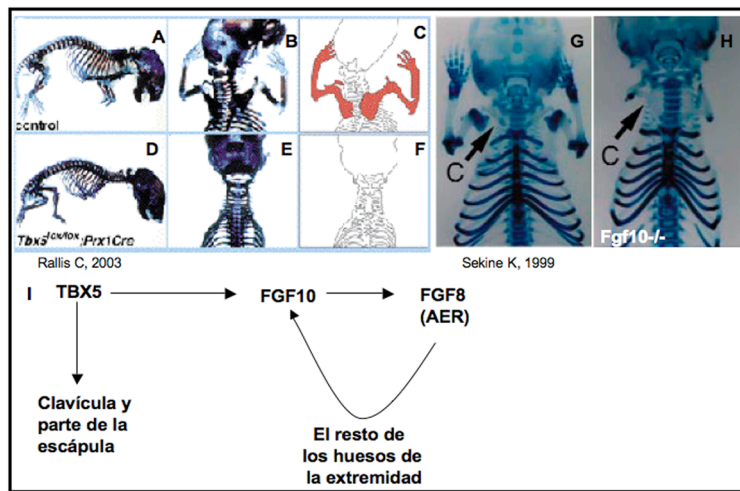 A
B
C
control
D
E
F
Tbx5lox/lox;Prx1Cre
Rallis C, 2003
G
C
H
C
Fgf10-/-
Sekine K, 1999
I TBX5
FGF10
FGF8
(AER)
Clavícula y
parte de la
escápula
El resto de
los huesos de
la extremidad